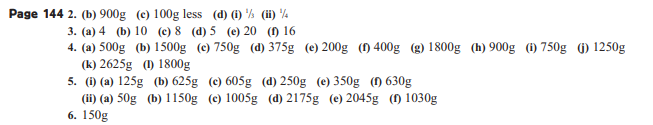 Page 144 2. (b) 900g (c) 100g less (d) (i) ⅓ (ii) ¼
3. (a) 4 (b) 10 (c) 8 (d) 5 (e) 20 (f) 16
4. (a) 500g (b) 1500g (c) 750g (d) 375g (e) 200g (f) 400g (g) 1800g (h) 900g (i) 750g (j) 1250g
(k) 2625g (l) 1800g
5. (i) (a) 125g (b) 625g (c) 605g (d) 250g (e) 350g (f) 630g
(ii) (a) 50g (b) 1150g (c) 1005g (d) 2175g (e) 2045g (f) 1030g
6. 150g